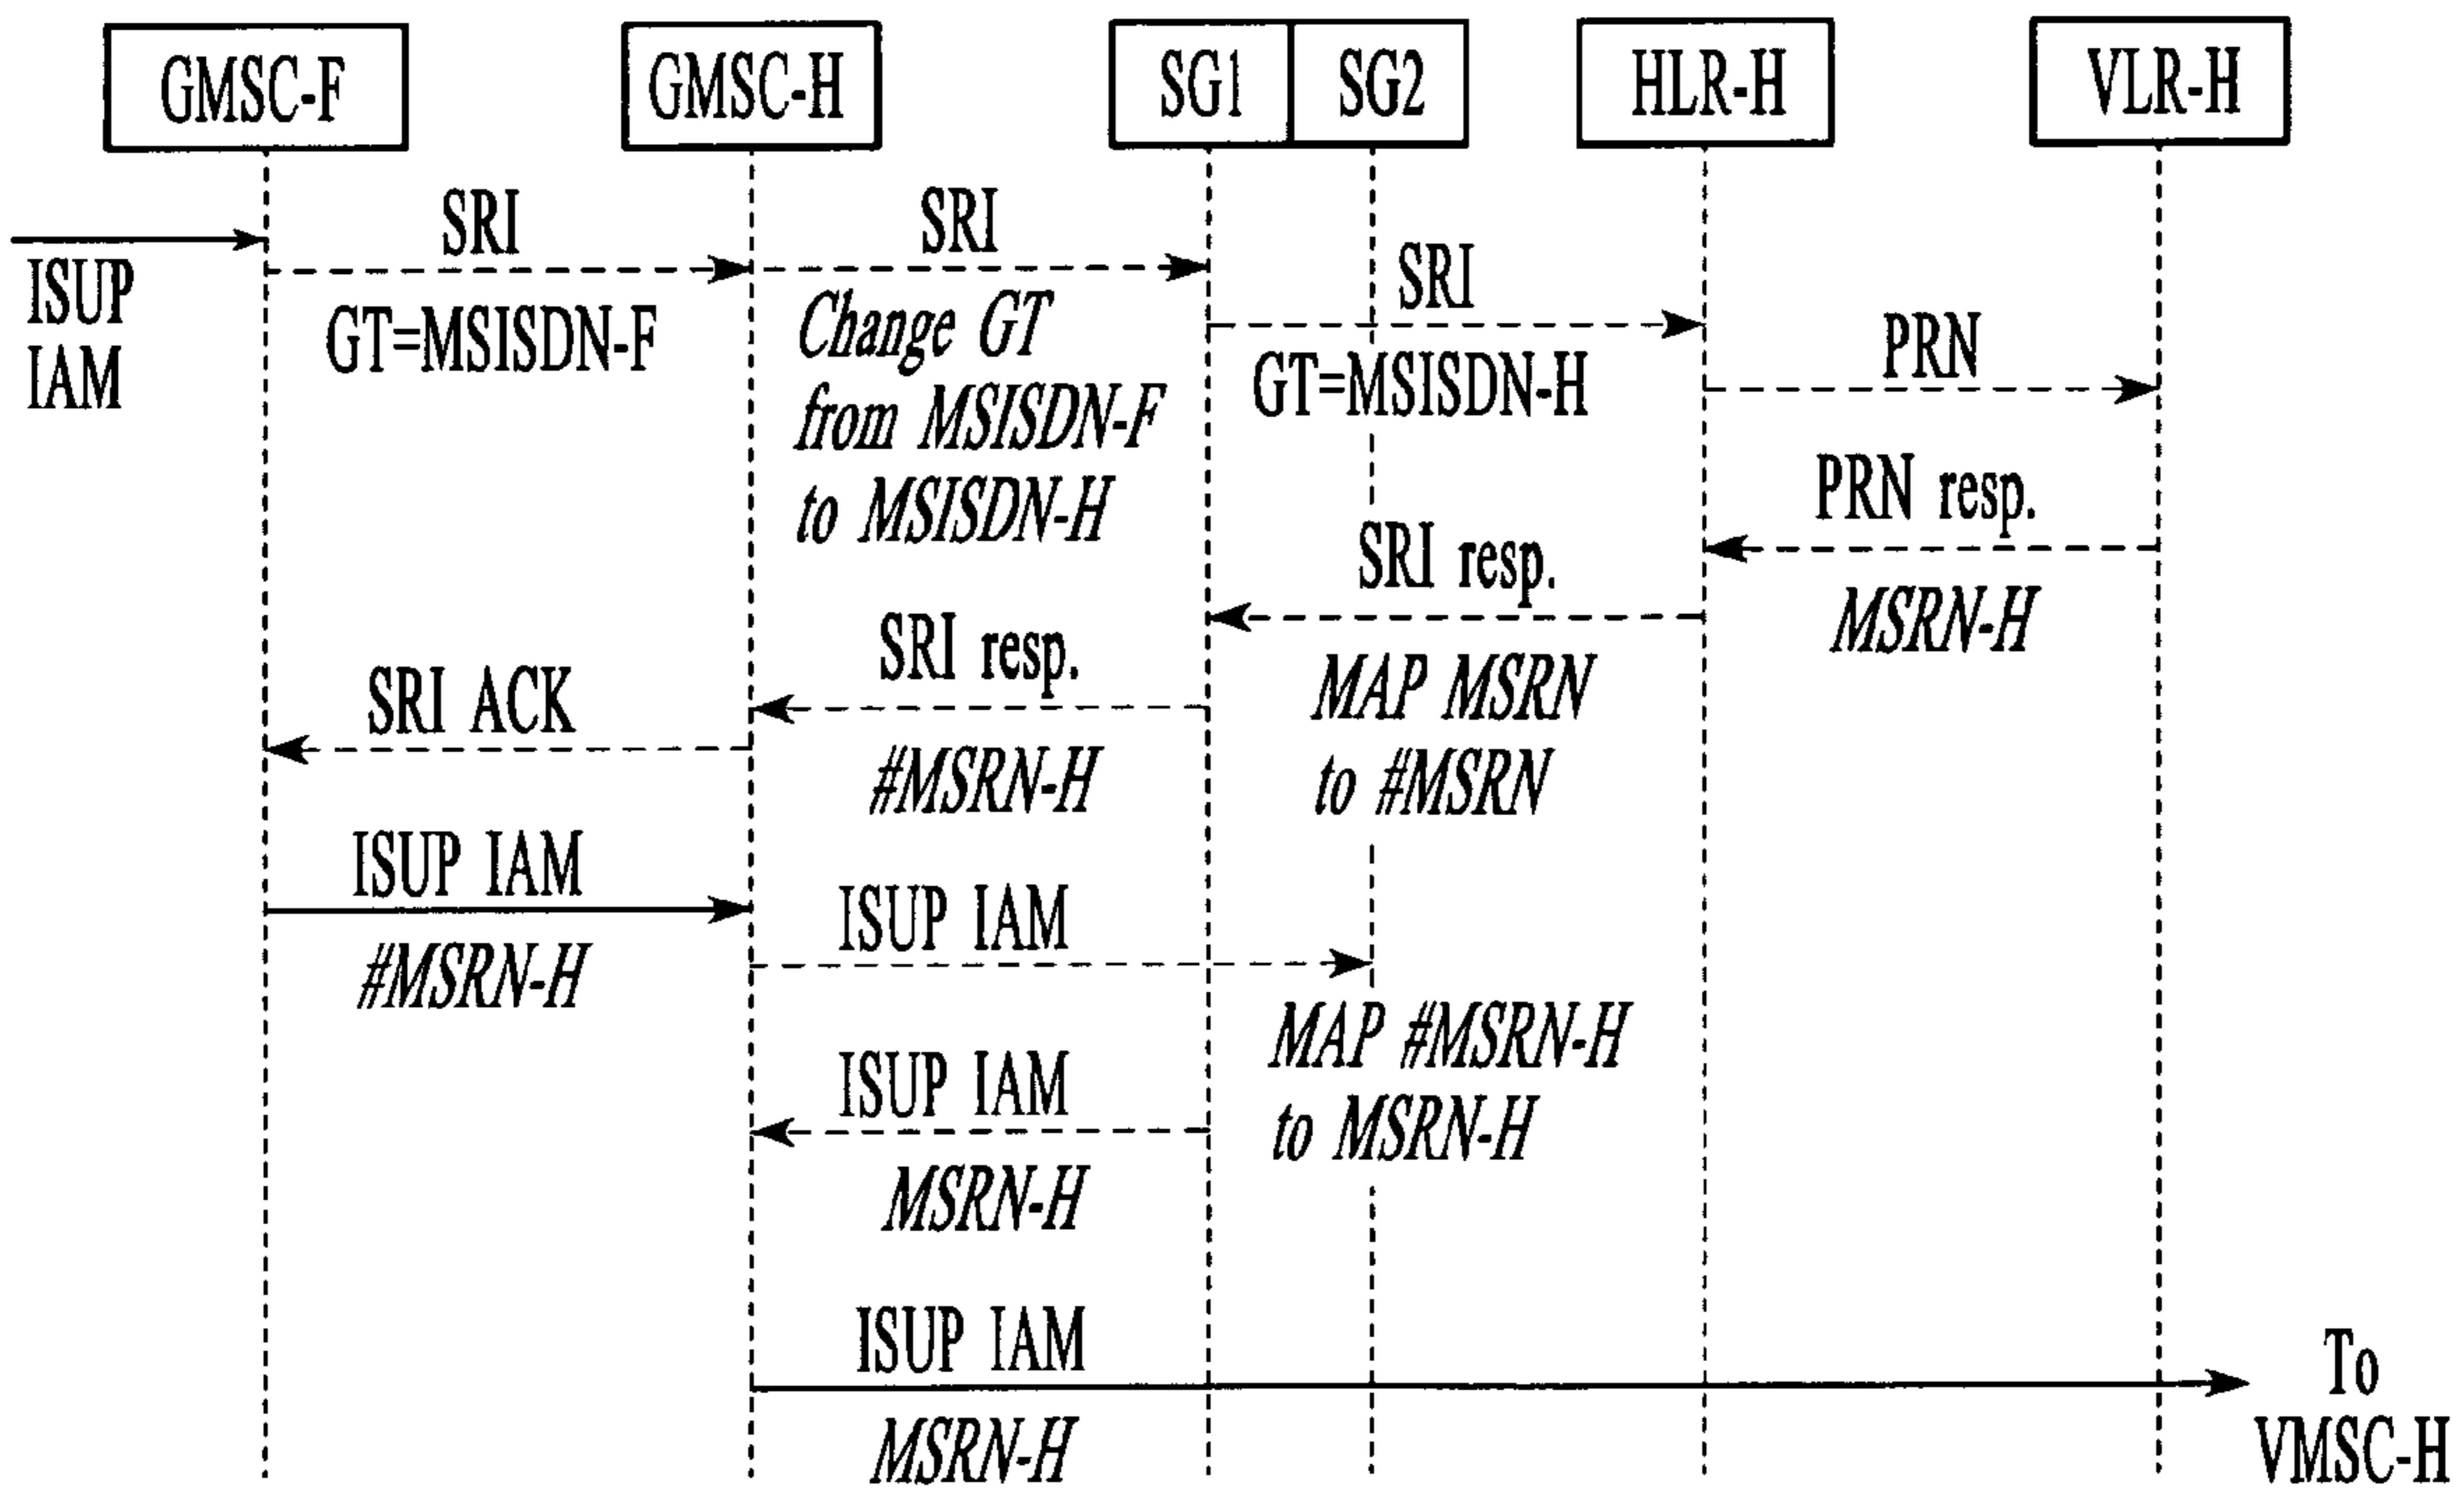 GMSC-F
GMSC-H
SG1
SG2
HLR-H
VLR-H
ISUP
IAM
SRI
GT=MSISDN-F
SRI
Change GT
from MSISDN-F
to MSISDN-H
SRI
GT=MSISDN-H
PRN
PRN resp.
MSRN-H
SRI resp.
MAP MSRN
to #MSRN
SRI resp.
#MSRN-H
SRI ACK
ISUP IAM
#MSRN-H
ISUP IAM
MAP #MSRN-H
to MSRN-H
ISUP IAM
MSRN-H
ISUP IAM
MSRN-H
To
VMSC-H